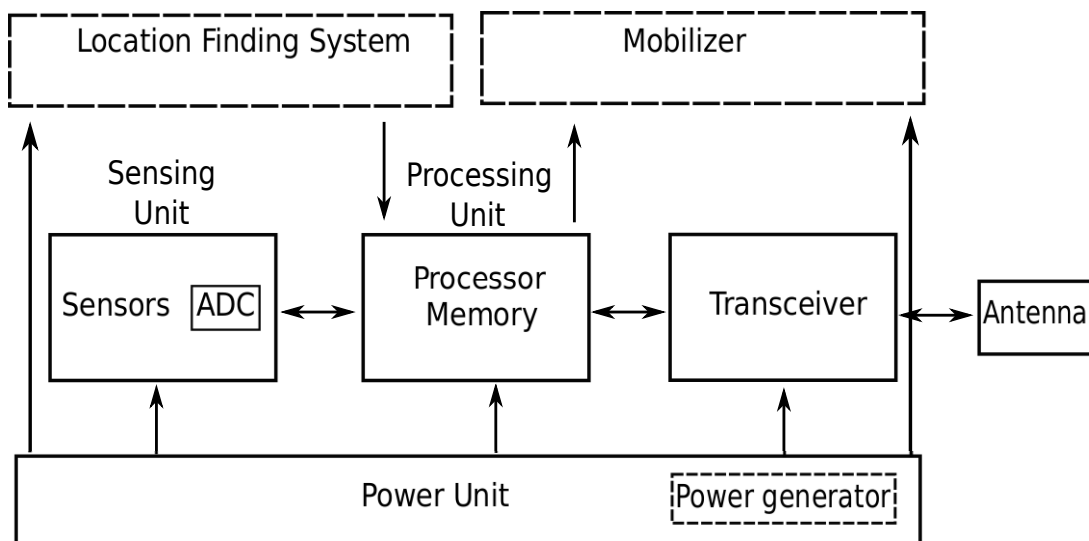 Location Finding System
Mobilizer
Sensing
Unit
Processing
Unit
Sensors
ADC
Processor
Memory
Transceiver
Antenna
Power Unit
Power generator